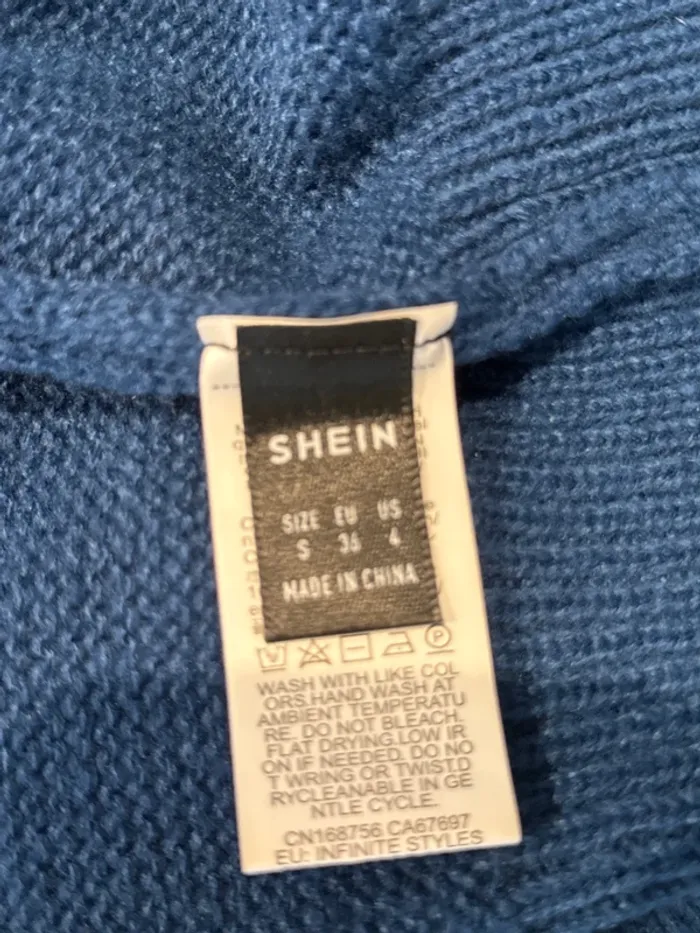 SHEIN
SIZE EU US
S 36 4
MADE IN CHINA
WASH WITH LIKE COL
ORS.HAND WASH AT
AMBIENT TEMPERATU
RE. DO NOT BLEACH.
FLAT DRYING.LOW IR
ON IF NEEDED. DO NO
T WRING OR TWIST.D
RYCLEANABLE IN GE
NTLE CYCLE.
CN168756 CA67697
EU: INFINITE STYLES